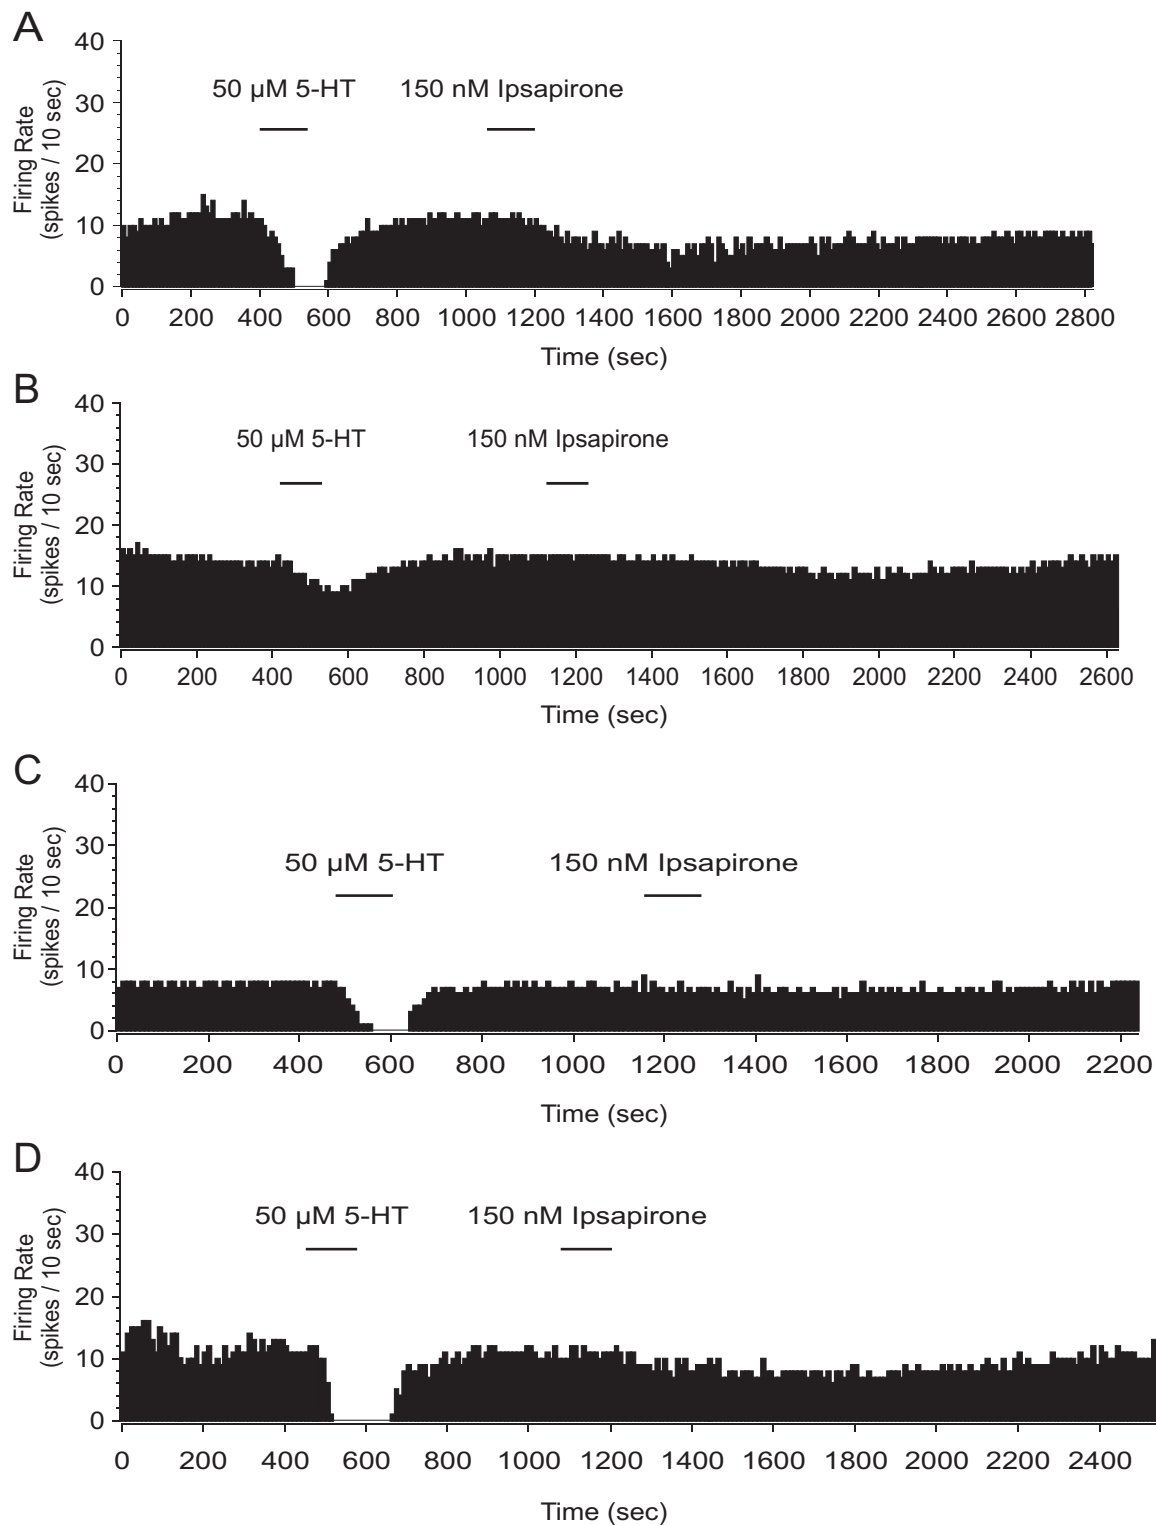 A
40
30
20
10
0
Firing Rate
(spikes / 10 sec)
50 µM 5-HT
150 nM Ipsapirone
0 200 400 600 800 1000 1200 1400 1600 1800 2000 2200 2400 2600 2800
Time (sec)
B
40
30
20
10
0
Firing Rate
(spikes / 10 sec)
50 µM 5-HT
150 nM Ipsapirone
0 200 400 600 800 1000 1200 1400 1600 1800 2000 2200 2400 2600
Time (sec)
C
40
30
20
10
0
Firing Rate
(spikes / 10 sec)
50 µM 5-HT
150 nM Ipsapirone
0 200 400 600 800 1000 1200 1400 1600 1800 2000 2200
Time (sec)
D
40
30
20
10
0
Firing Rate
(spikes / 10 sec)
50 µM 5-HT
150 nM Ipsapirone
0 200 400 600 800 1000 1200 1400 1600 1800 2000 2200 2400
Time (sec)